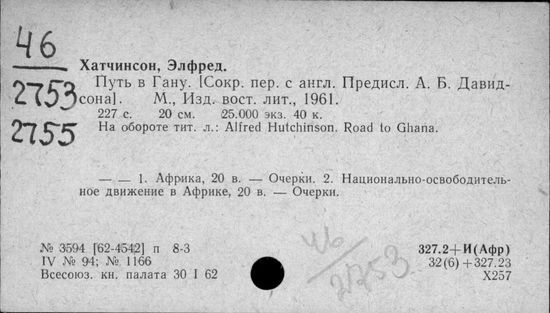 46
2753
2755
Хатчинсон, Элфред.
Путь в Гану. [Сокр. пер. с англ. Предисл. А. Б. Давид-
сона]. М., Изд. вост. лит., 1961.
227 с. 20 см. 25.000 экз. 40 к.
На обороте тит. л.: Alfred Hutchinson. Road to Ghana.
— — 1. Африка, 20 в. — Очерки. 2. Национально-освободитель-
ное движение в Африке, 20 в. — Очерки.
№ 3594 [62-4542] п 8-3
IV № 94; № 1166
Всесоюз. кн. палата 30 I 62
46
2753
327.2+И(Афр)
32(6)+327.23
Х257